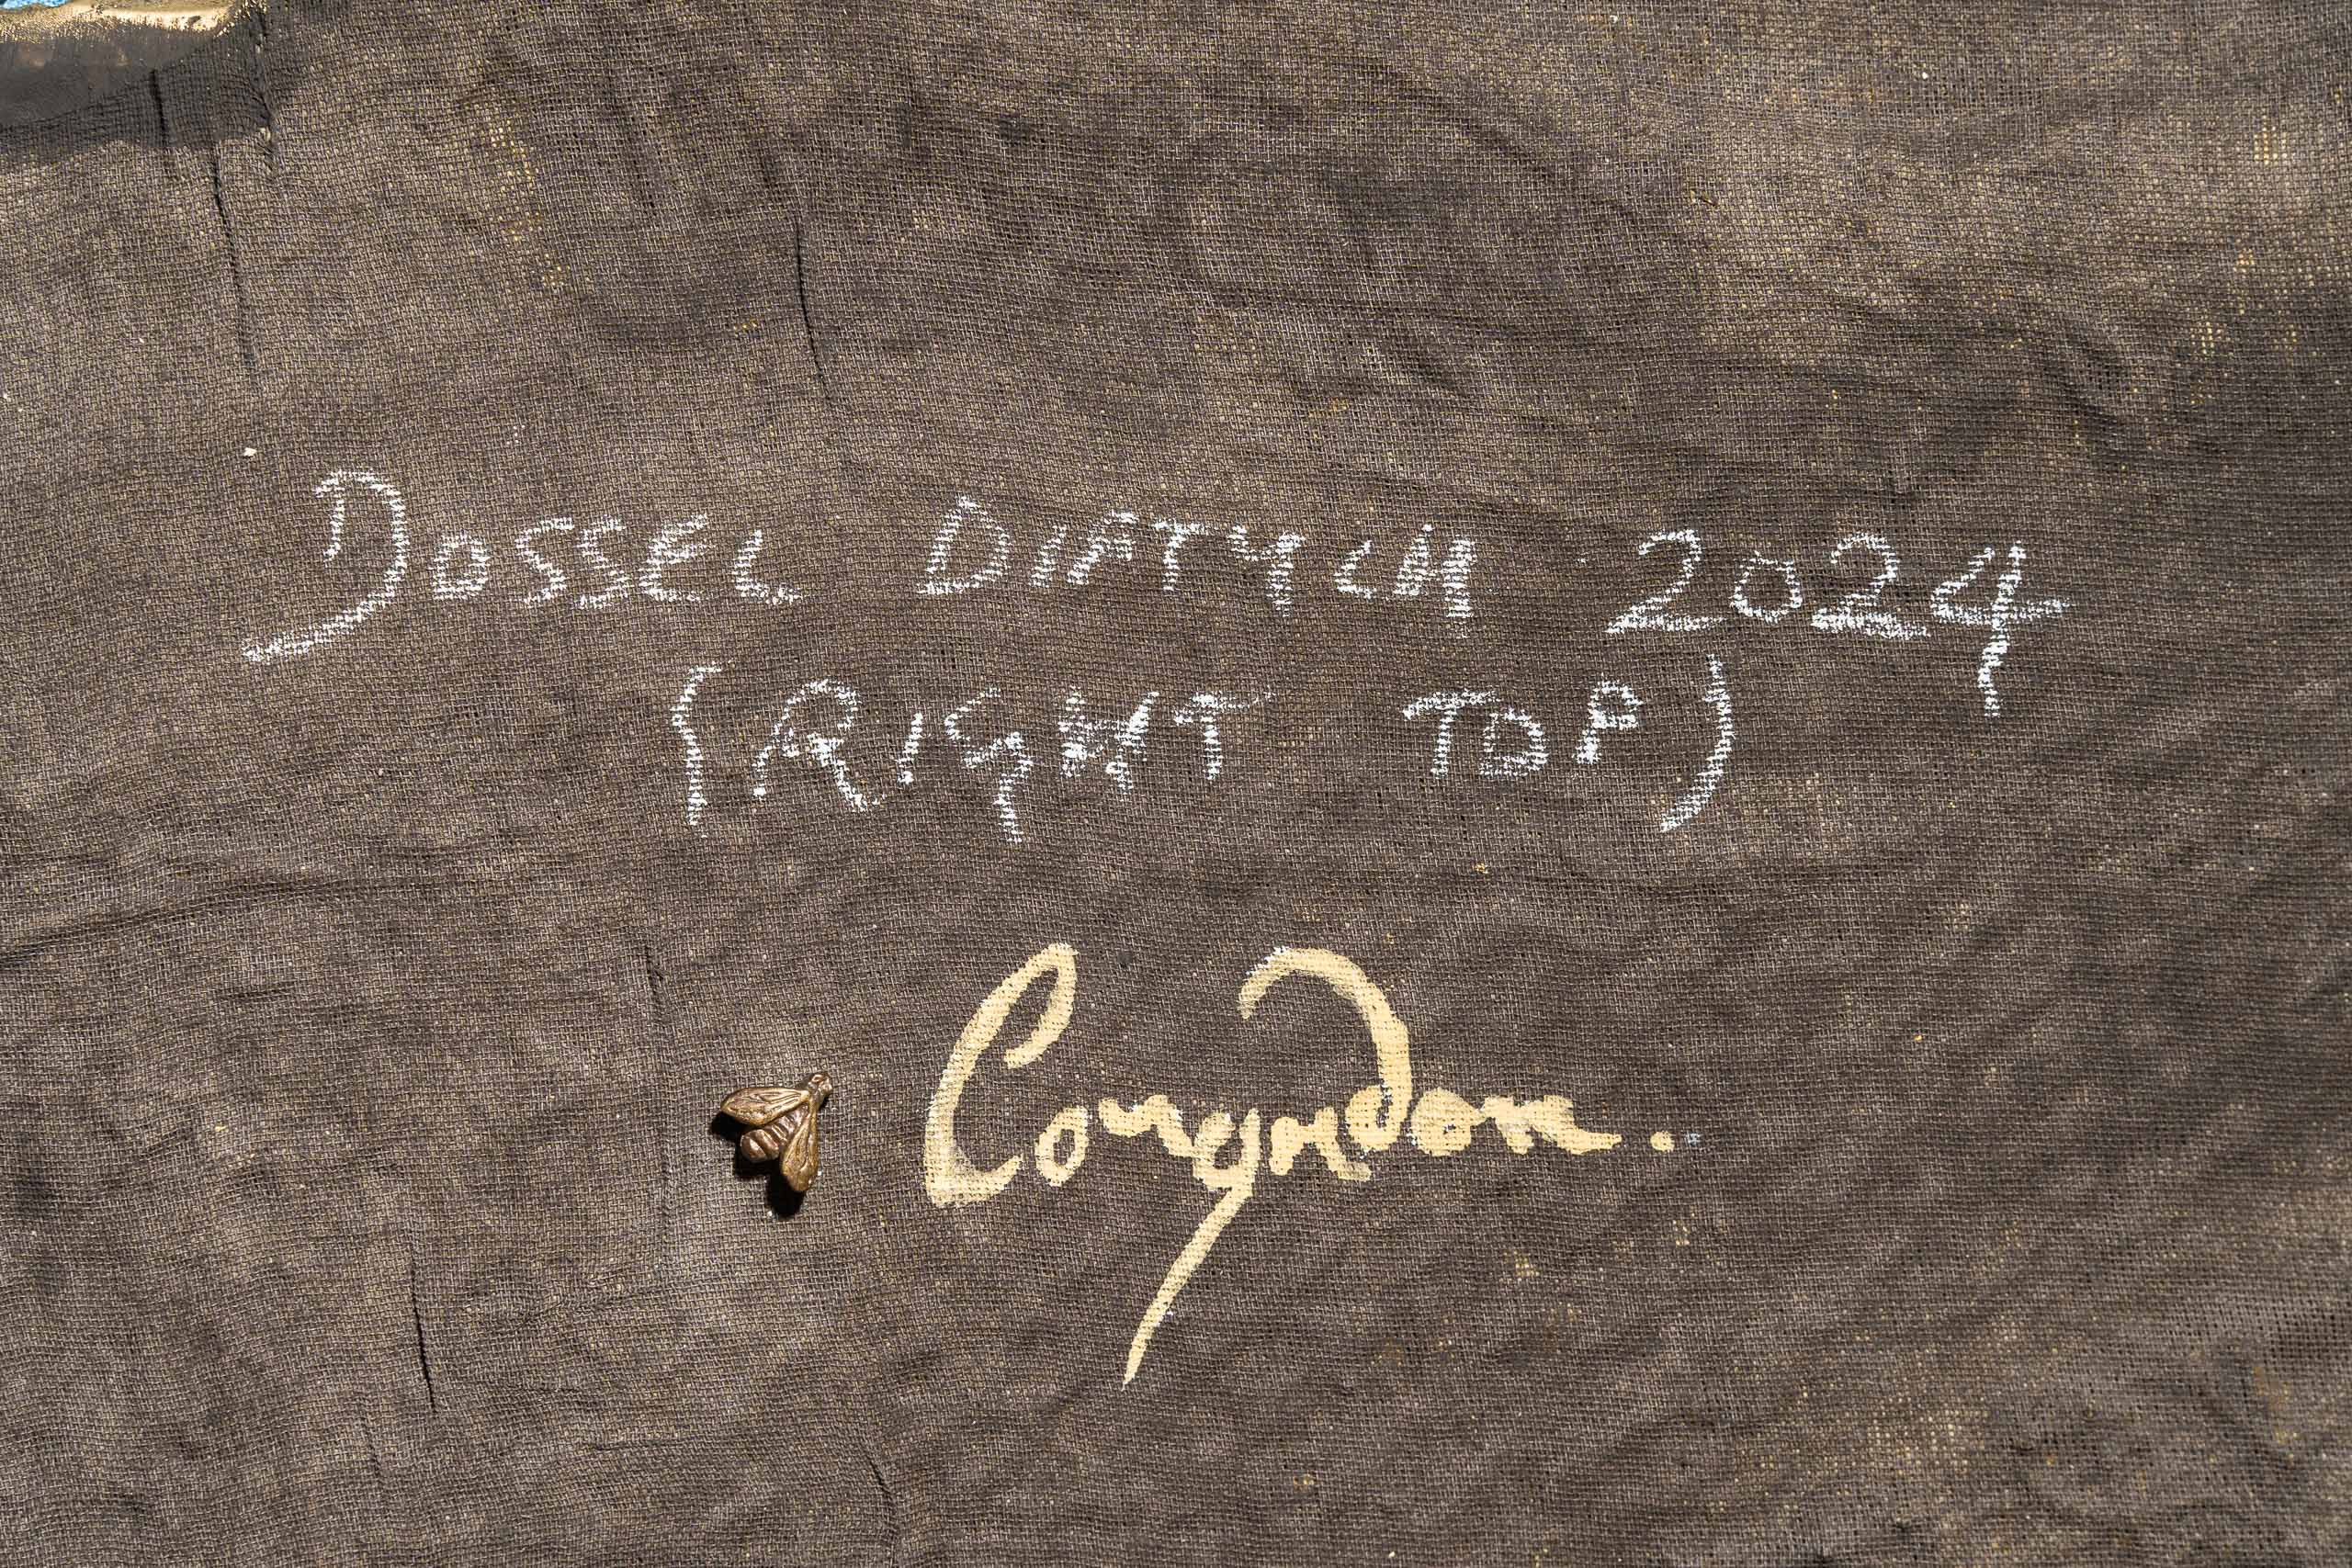 DOSSEL DIPTYCH 2024
(RIGHT TOP)
Congdon.